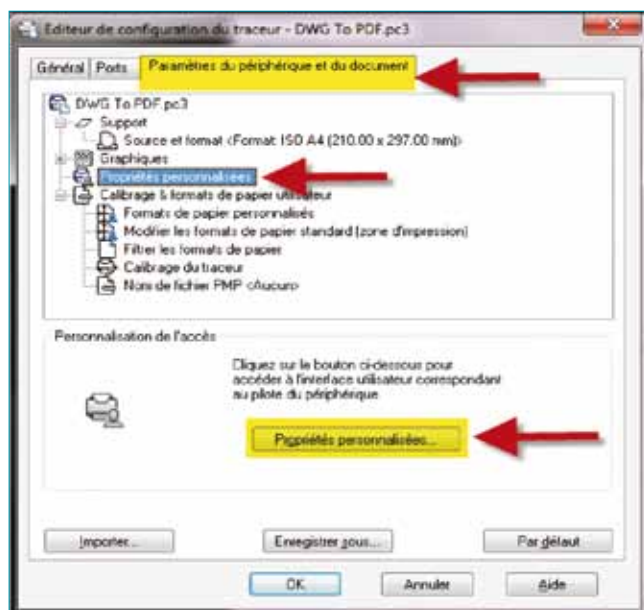 Editeur de configuration du traceur - DWG To PDF.pc3
Général Ports Paramètres du périphérique et du document
DWG To PDF.pc3
Support
Source et format <Format: ISO A4 (210.00 x 297.00 mm)>
Graphiques
Propriétés personnalisées
Calibrage & formats de papier utilisateur
Formats de papier personnalisés
Modifier les formats de papier standard (zone d'impression)
Filtrer les formats de papier
Calibrage du traceur
Nom de fichier PMP <Aucun>
Personnalisation de l'accès
Cliquez sur le bouton ci-dessous pour
accéder à l'interface utilisateur correspondant
au pilote du périphérique
Propriétés personnalisées...
Importer... Enregistrer sous... Par défaut
OK Annuler Aide